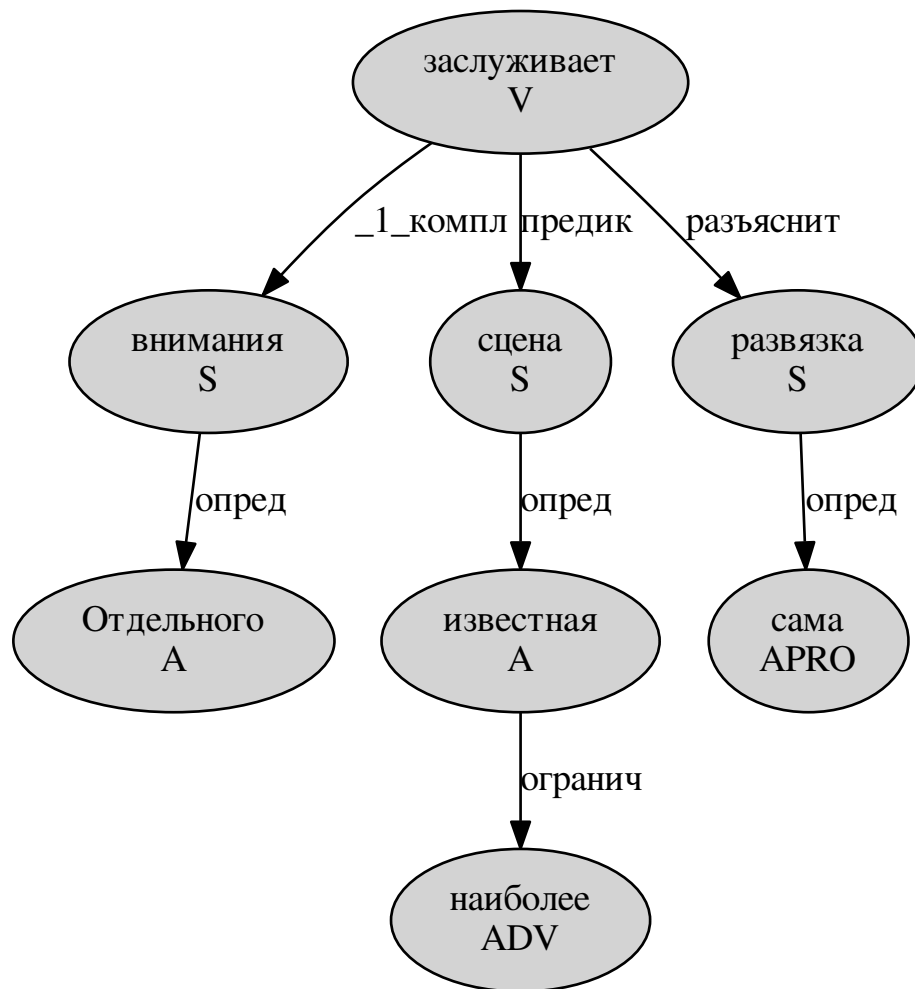 заслуживает
V
_1_компл
предик
разъяснит
внимания
S
сцена
S
развязка
S
опред
опред
опред
Отдельного
A
известная
A
сама
APRO
огранич
наиболее
ADV